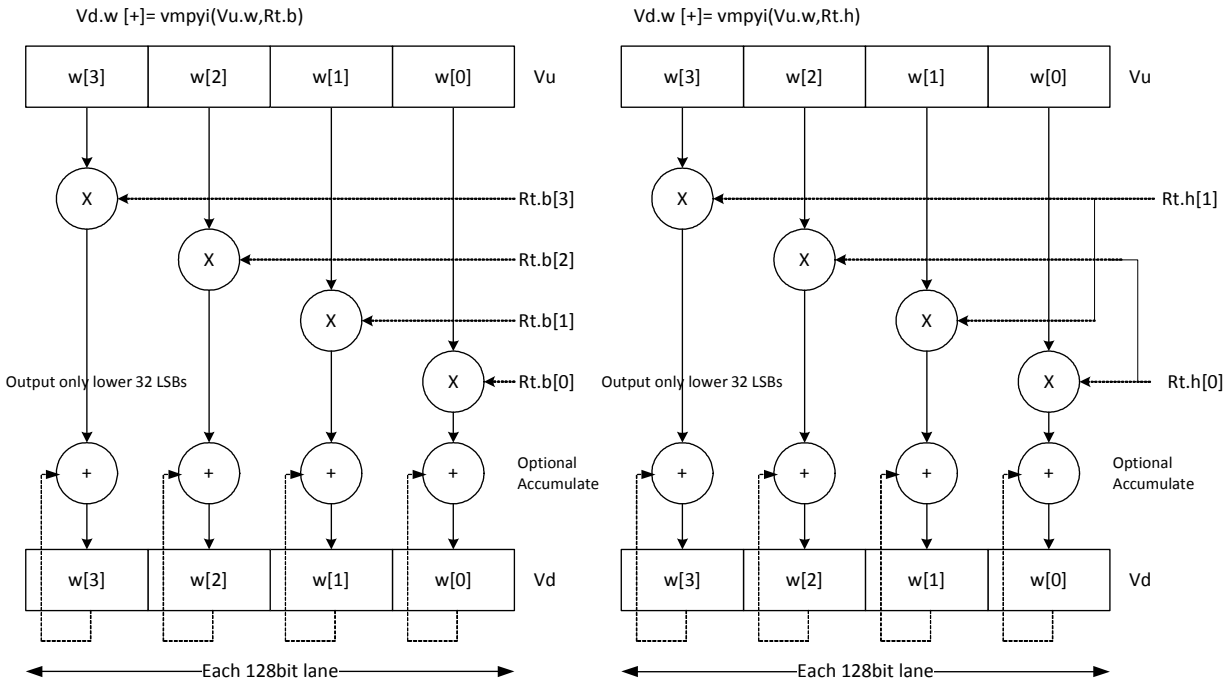 Vd.w [+]= vmpyi(Vu.w,Rt.b)
w[3] w[2] w[1] w[0] Vu
X Rt.b[3]
X Rt.b[2]
X Rt.b[1]
X Rt.b[0]
Output only lower 32 LSBs
+ + + + Optional
Accumulate
w[3] w[2] w[1] w[0] Vd
Each 128bit lane
Vd.w [+]= vmpyi(Vu.w,Rt.h)
w[3] w[2] w[1] w[0] Vu
X Rt.h[1]
X
X
X Rt.h[0]
Output only lower 32 LSBs
+ + + + Optional
Accumulate
w[3] w[2] w[1] w[0] Vd
Each 128bit lane